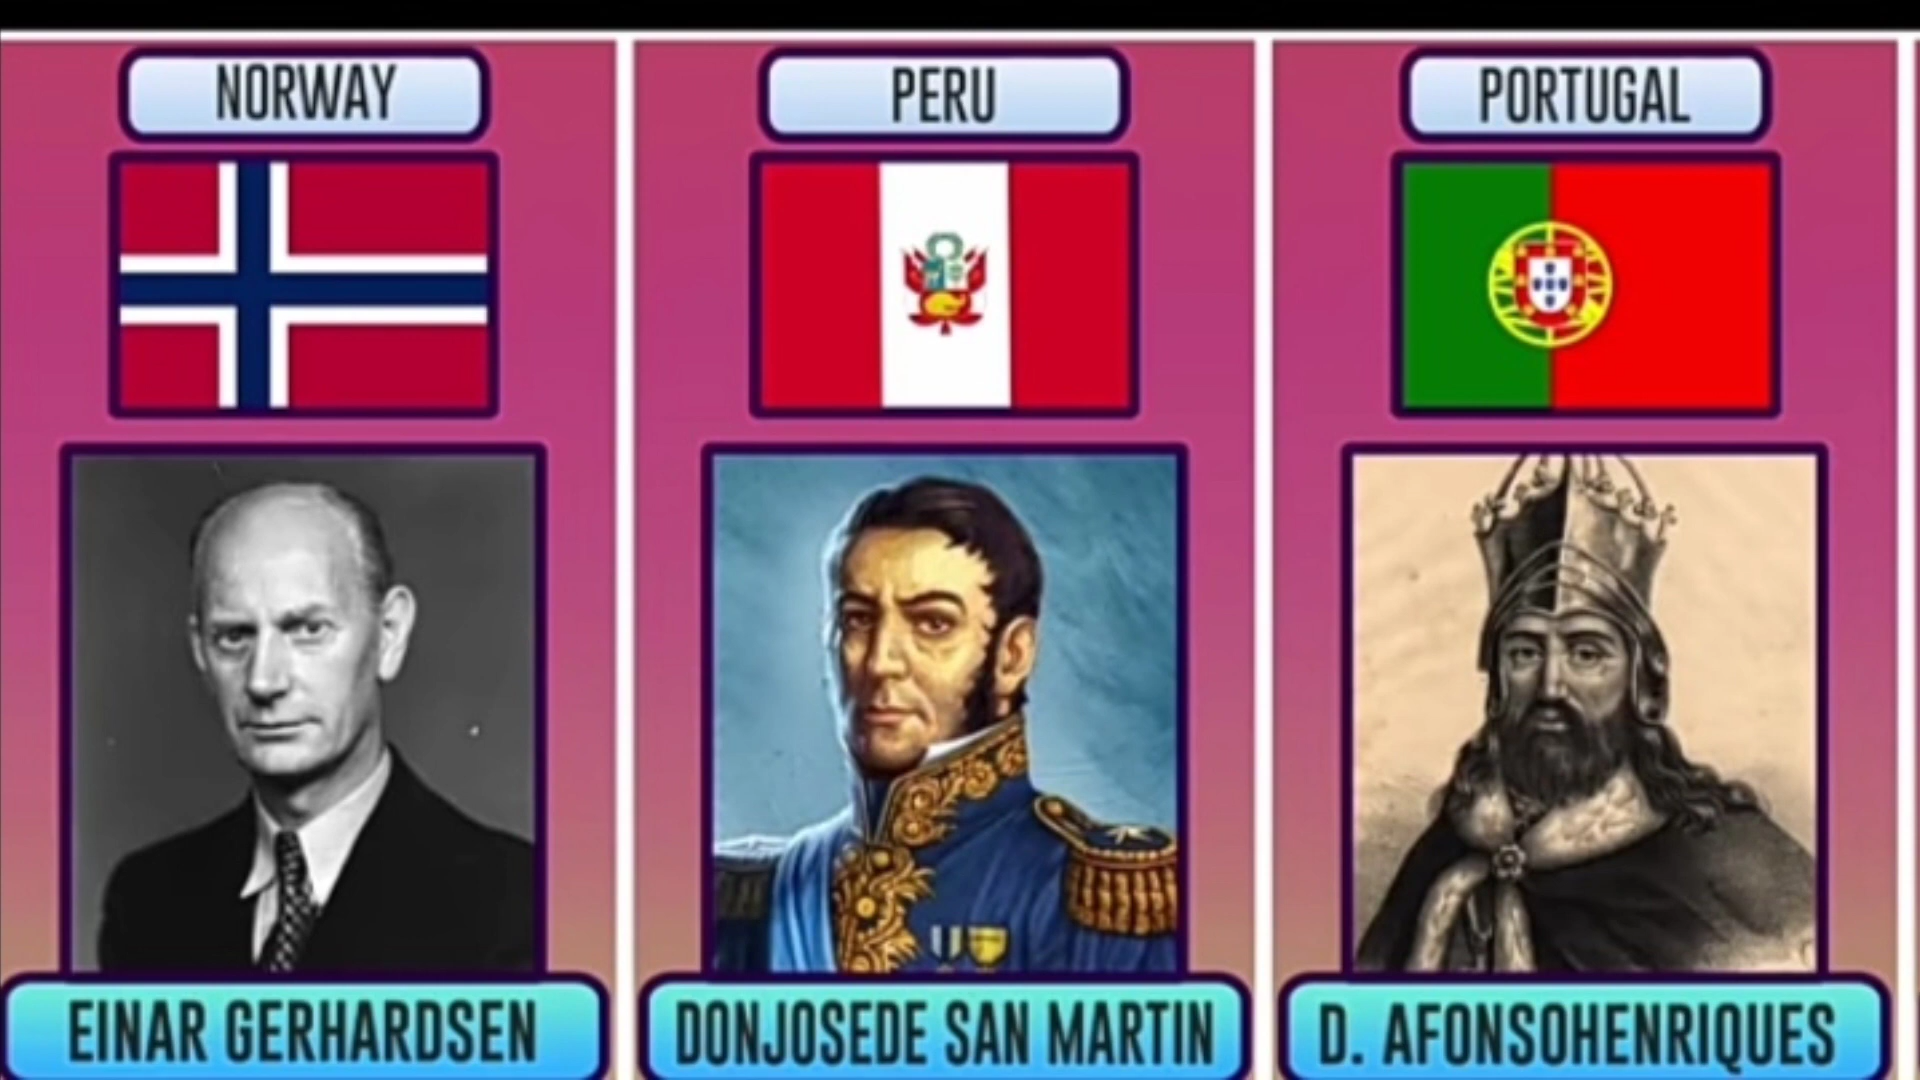 NORWAY
PERU
PORTUGAL
EINAR GERHARDSEN
DONJOSEDE SAN MARTIN
D. AFONSOHENRIQUES